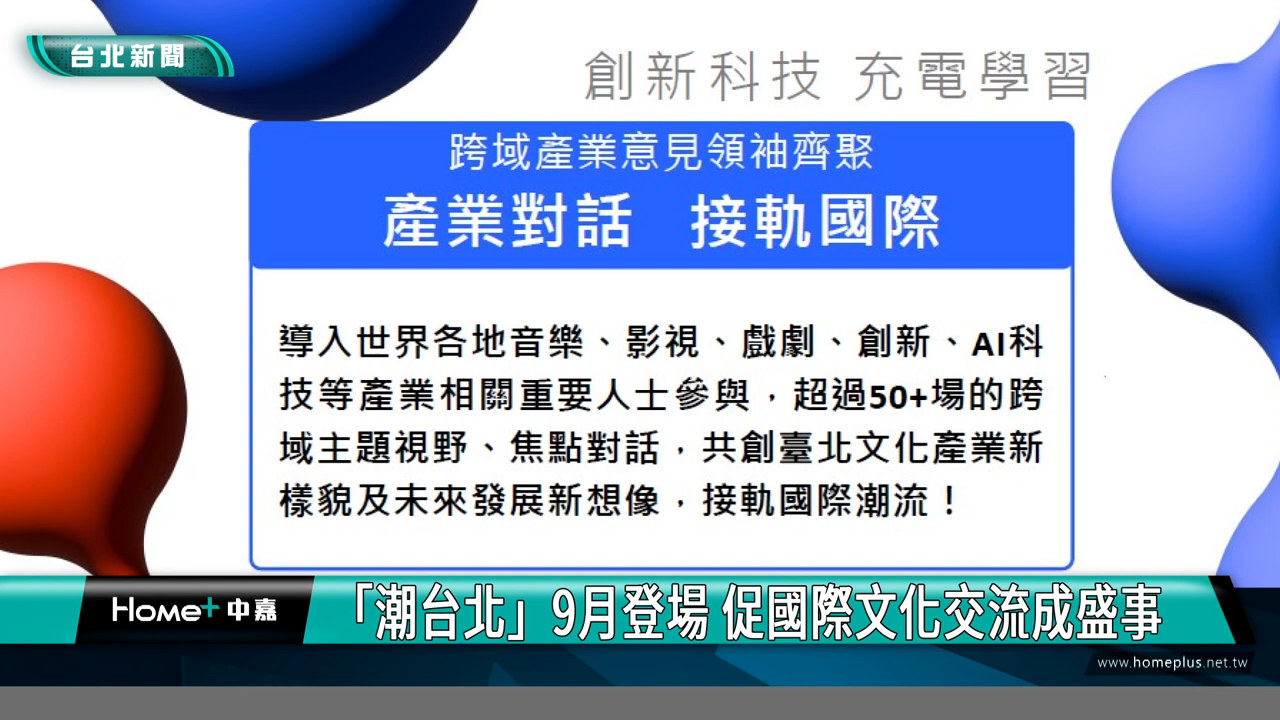 台北新聞
創新科技 充電學習
跨域產業意見領袖齊聚
產業對話 接軌國際
導入世界各地音樂、影視、戲劇、創新、AI科
技等產業相關重要人士參與，超過50+場的跨
域主題視野、焦點對話，共創臺北文化產業新
樣貌及未來發展新想像，接軌國際潮流！
Home+ 中嘉
「潮台北」9月登場 促國際文化交流成盛事
www.homeplus.net.tw